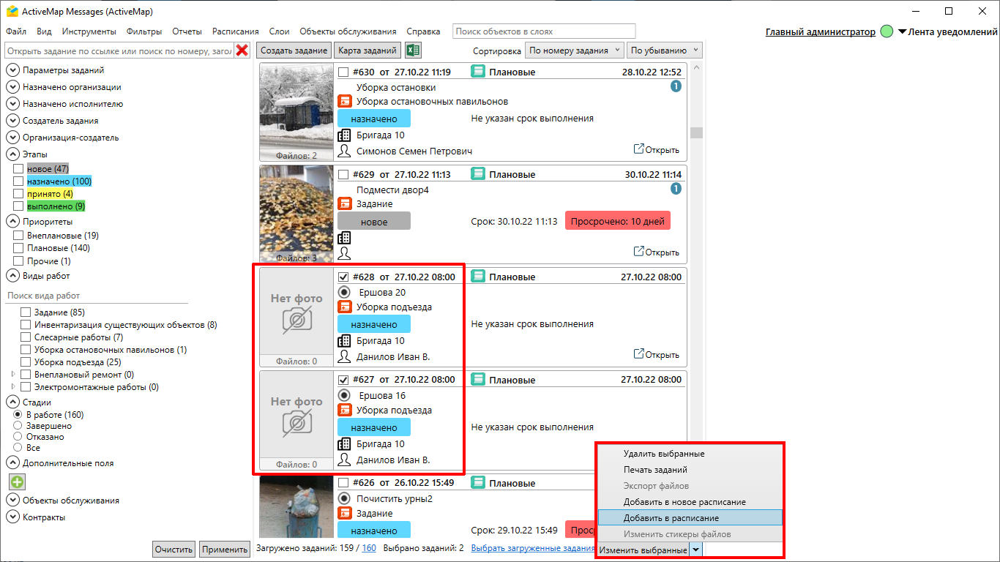 ActiveMap Messages (ActiveMap)
Файл Вид Инструменты Фильтры Отчеты Расписания Слои Объекты обслуживания Справка Поиск объектов в слоях Главный администратор Лента уведомлений
Открыть задание по ссылке или поиск по номеру, заго
Создать задание Карта заданий Сортировка По номеру задания По убыванию
Параметры заданий
Назначено организации
Назначено исполнителю
Создатель задания
Организация-создатель
Этапы
новое (47)
назначено (100)
принято (4)
выполнено (9)
Приоритеты
Внеплановые (19)
Плановые (140)
Прочие (1)
Виды работ
Поиск вида работ
Задание (85)
Инвентаризация существующих объектов (8)
Слесарные работы (7)
Уборка остановочных павильонов (1)
Уборка подъезда (25)
Внеплановый ремонт (0)
Электромонтажные работы (0)
Стадии
В работе (160)
Завершено
Отказано
Все
Дополнительные поля
Объекты обслуживания
Контракты
Очистить Применить
#630 от 27.10.22 11:19 Плановые 28.10.22 12:52
Уборка остановки 1
Уборка остановочных павильонов
назначено Не указан срок выполнения
Бригада 10
Симонов Семен Петрович Открыть
Файлов: 2
#629 от 27.10.22 11:13 Плановые 30.10.22 11:14
Подмести двор4 1
Задание
новое Срок: 30.10.22 11:13 Просрочено: 10 дней
Открыть
Файлов: 3
#628 от 27.10.22 08:00 Плановые 27.10.22 08:00
Нет фото
Ершова 20
Уборка подъезда
назначено Не указан срок выполнения
Бригада 10
Данилов Иван В. Открыть
Файлов: 0
#627 от 27.10.22 08:00 Плановые 27.10.22 08:00
Нет фото
Ершова 16
Уборка подъезда
назначено Не указан срок выполнения
Бригада 10
Данилов Иван В.
Файлов: 0
#626 от 26.10.22 15:49 Плановые
Почистить урны2
Задание
назначено Срок: 29.10.22 15:49
Загружено заданий: 159 / 160 Выбрано заданий: 2 Выбрать загруженные задания
Удалить выбранные
Печать заданий
Экспорт файлов
Добавить в новое расписание
Добавить в расписание
Изменить стикеры файлов
Изменить выбранные